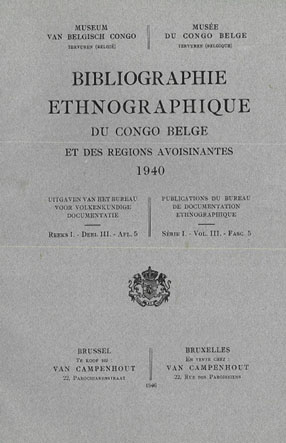 MUSEUM
VAN BELGISCH CONGO
TERVUREN (BELGIË)
MUSÉE
DU CONGO BELGE
TERVUREN (BELGIQUE)
BIBLIOGRAPHIE
ETHNOGRAPHIQUE
DU CONGO BELGE
ET DES REGIONS AVOISINANTES
1940
UITGAVEN VAN HET BUREAU
VOOR VOLKENKUNDIGE
DOCUMENTATIE
REEKS I. - DEEL III. - AFL. 5
PUBLICATIONS DU BUREAU
DE DOCUMENTATION
ETHNOGRAPHIQUE
SÉRIE I. - VOL. III. - FASC. 5
BRUSSEL
TE KOOP BIJ :
VAN CAMPENHOUT
22, PAROCHIAENSTRAAT
BRUXELLES
EN VENTE CHEZ :
VAN CAMPENHOUT
22, RUE DES PAROISSIENS
1946